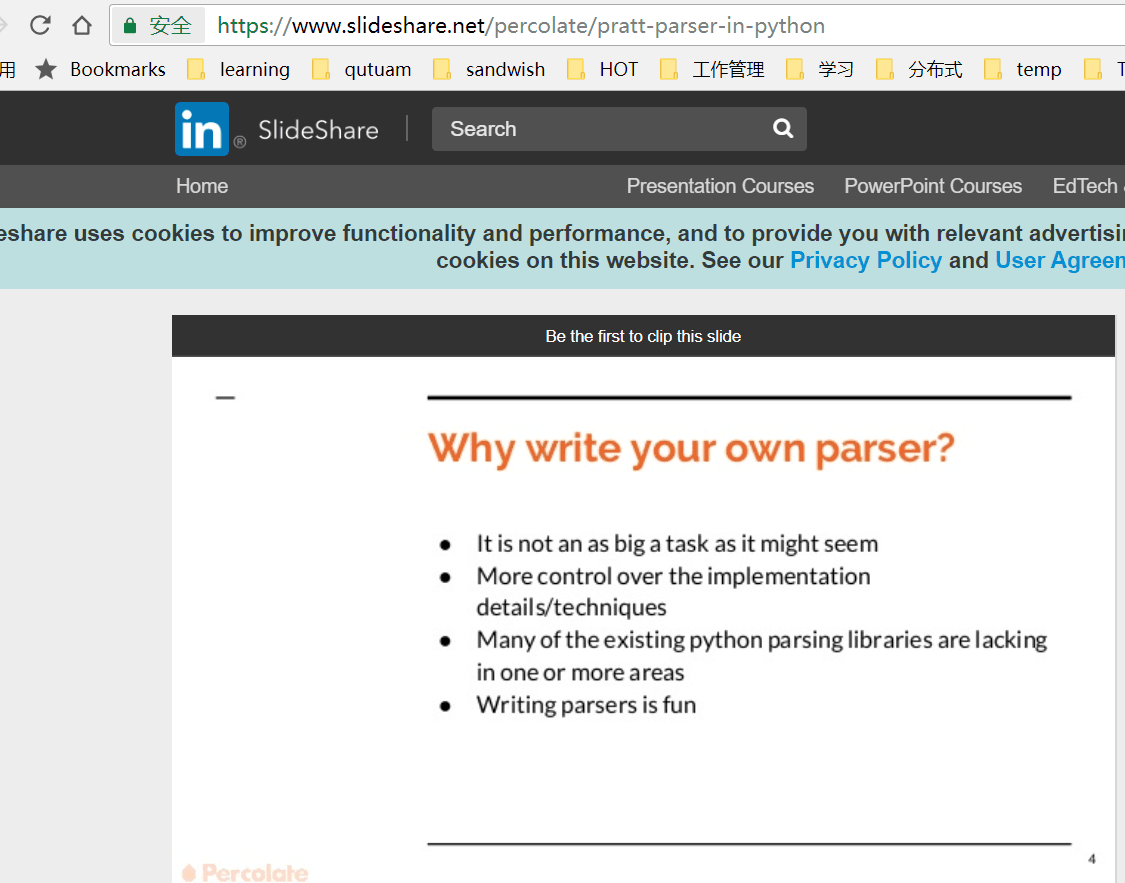 安全 https://www.slideshare.net/percolate/pratt-parser-in-python
用 Bookmarks learning qutuam sandwish HOT 工作管理 学习 分布式 temp
in ® SlideShare Search
Home Presentation Courses PowerPoint Courses EdTech
eshare uses cookies to improve functionality and performance, and to provide you with relevant advertisi
cookies on this website. See our Privacy Policy and User Agreen
Be the first to clip this slide
Why write your own parser?
● It is not an as big a task as it might seem
● More control over the implementation
details/techniques
● Many of the existing python parsing libraries are lacking
in one or more areas
● Writing parsers is fun
4
Percolate